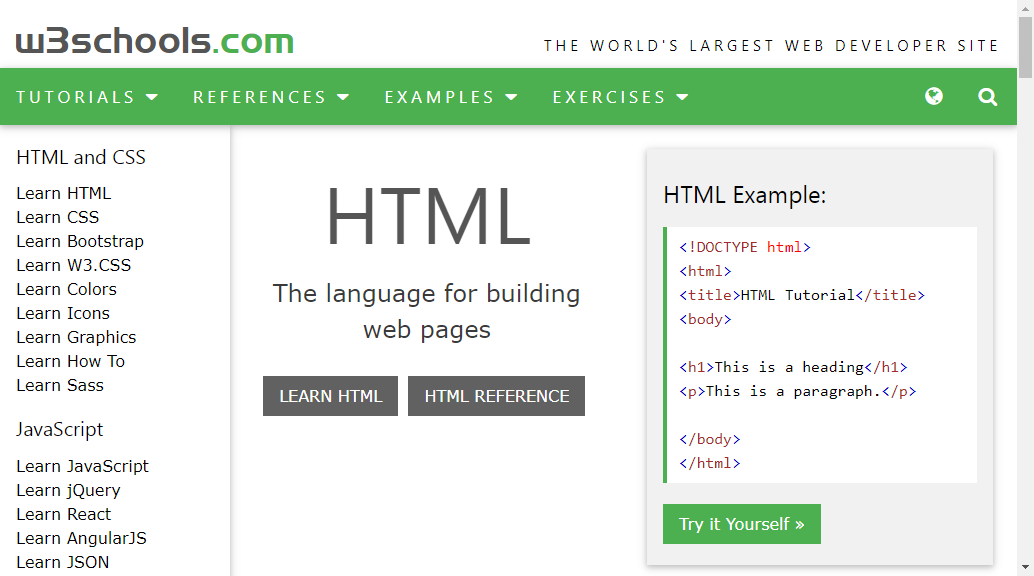 w3schools.com
THE WORLD'S LARGEST WEB DEVELOPER SITE
TUTORIALS REFERENCES EXAMPLES EXERCISES
HTML and CSS
Learn HTML
Learn CSS
Learn Bootstrap
Learn W3.CSS
Learn Colors
Learn Icons
Learn Graphics
Learn How To
Learn Sass
JavaScript
Learn JavaScript
Learn jQuery
Learn React
Learn AngularJS
Learn JSON
HTML
The language for building
web pages
LEARN HTML HTML REFERENCE
HTML Example:
<!DOCTYPE html>
<html>
<title>HTML Tutorial</title>
<body>
<h1>This is a heading</h1>
<p>This is a paragraph.</p>
</body>
</html>
Try it Yourself »